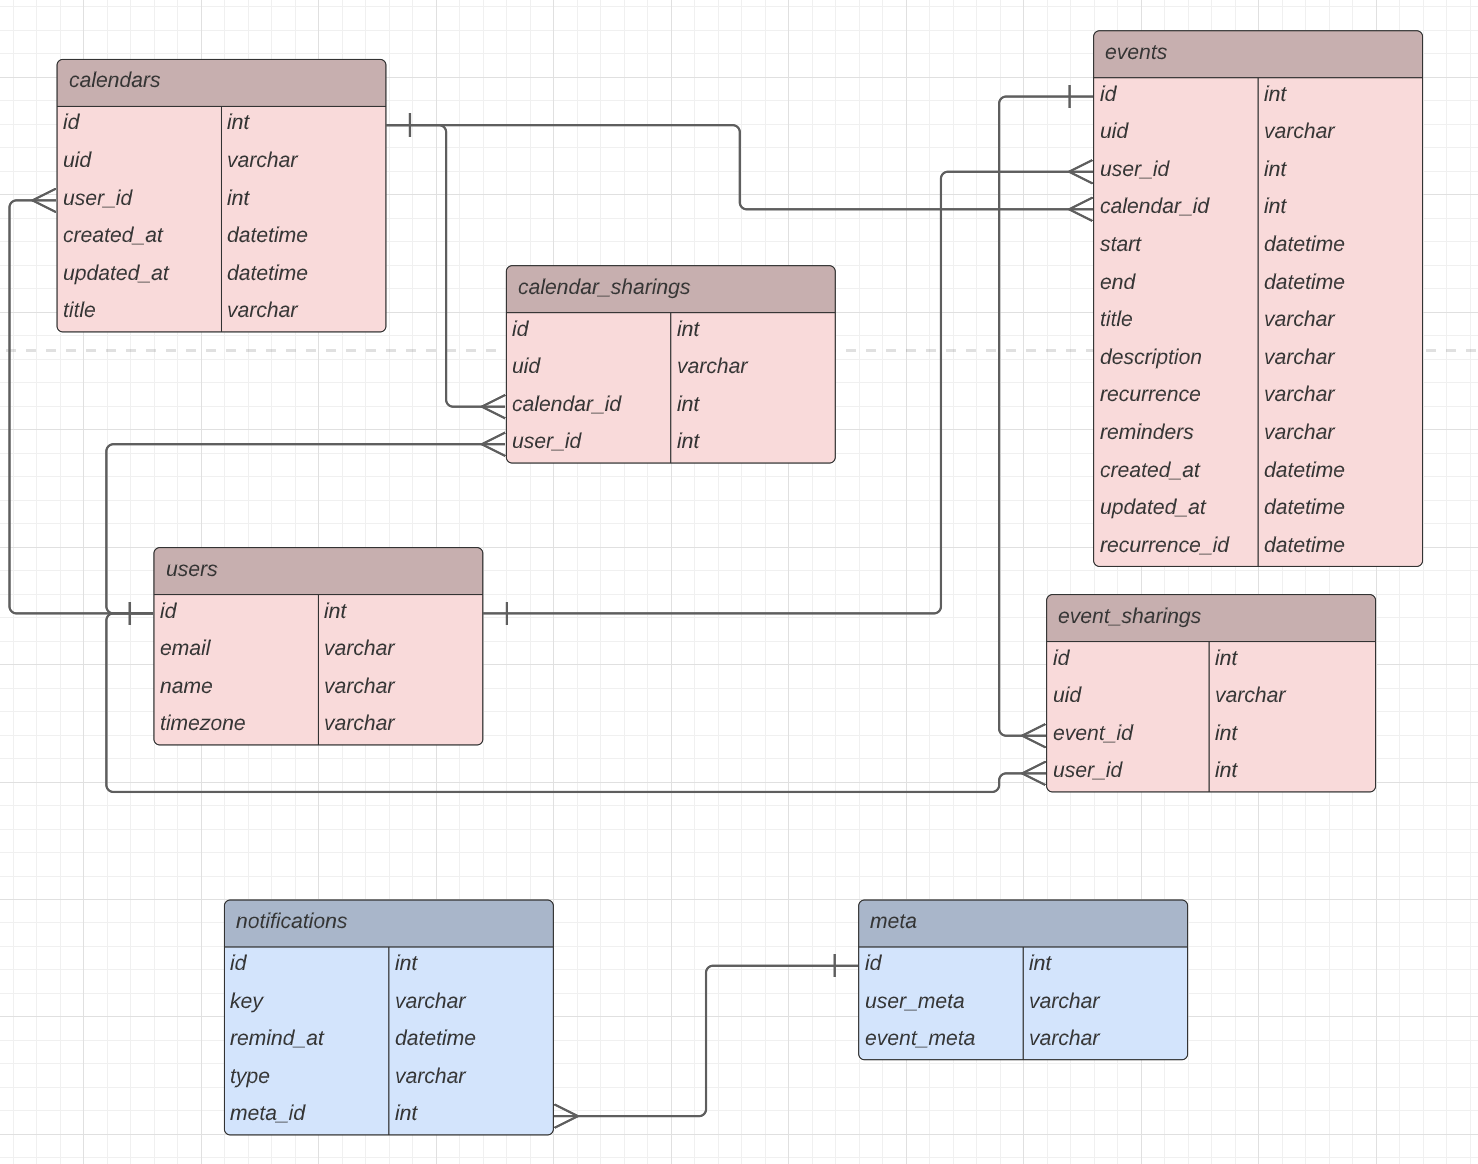 calendars
id int
uid varchar
user_id int
created_at datetime
updated_at datetime
title varchar
events
id int
uid varchar
user_id int
calendar_id int
start datetime
end datetime
title varchar
description varchar
recurrence varchar
reminders varchar
created_at datetime
updated_at datetime
recurrence_id datetime
calendar_sharings
id int
uid varchar
calendar_id int
user_id int
users
id int
email varchar
name varchar
timezone varchar
event_sharings
id int
uid varchar
event_id int
user_id int
notifications
id int
key varchar
remind_at datetime
type varchar
meta_id int
meta
id int
user_meta varchar
event_meta varchar